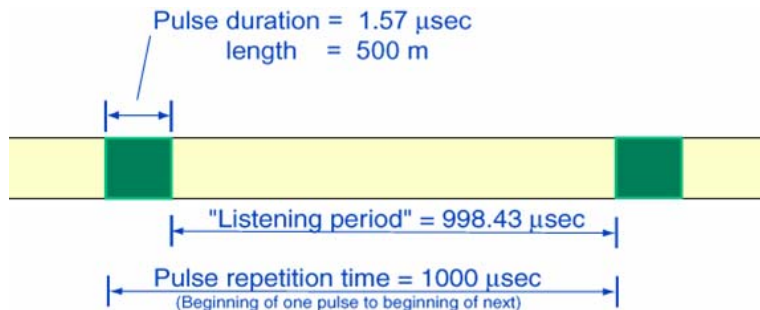 Pulse duration = 1.57 μsec
length = 500 m
"Listening period" = 998.43 μsec
Pulse repetition time = 1000 μsec
(Beginning of one pulse to beginning of next)